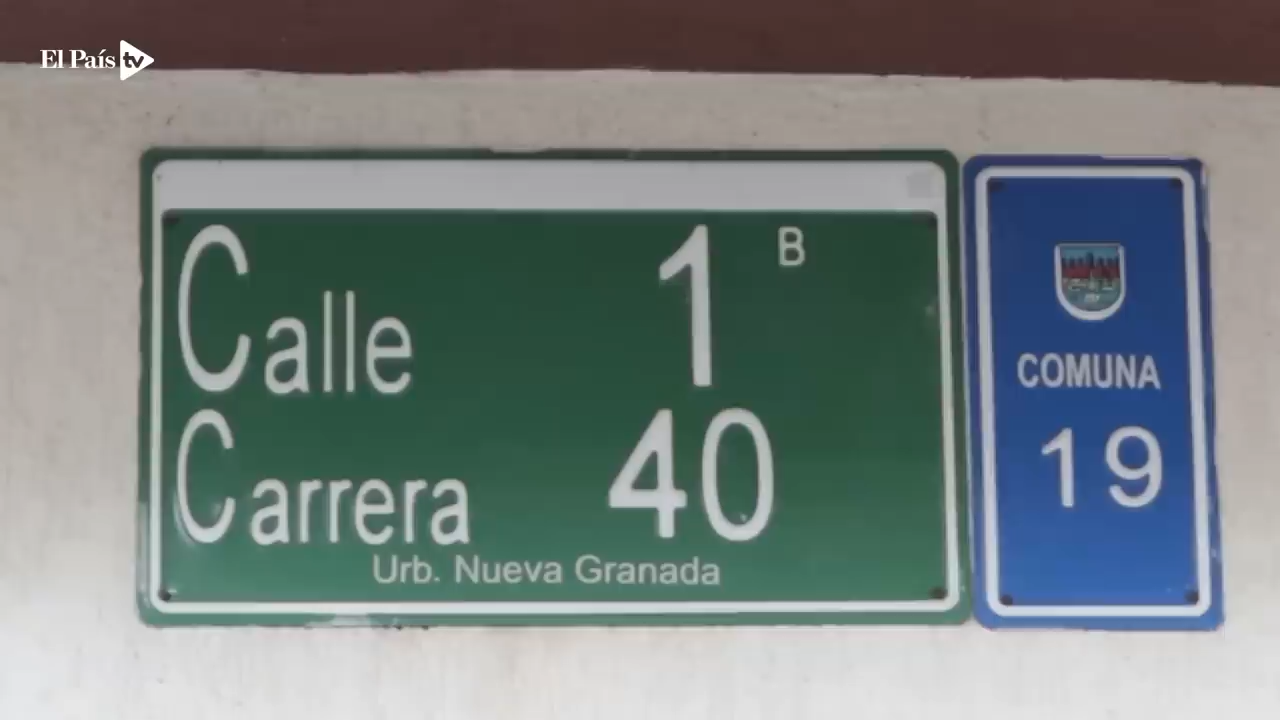 El País tv
Calle 1 B
Carrera 40
Urb. Nueva Granada
COMUNA
19